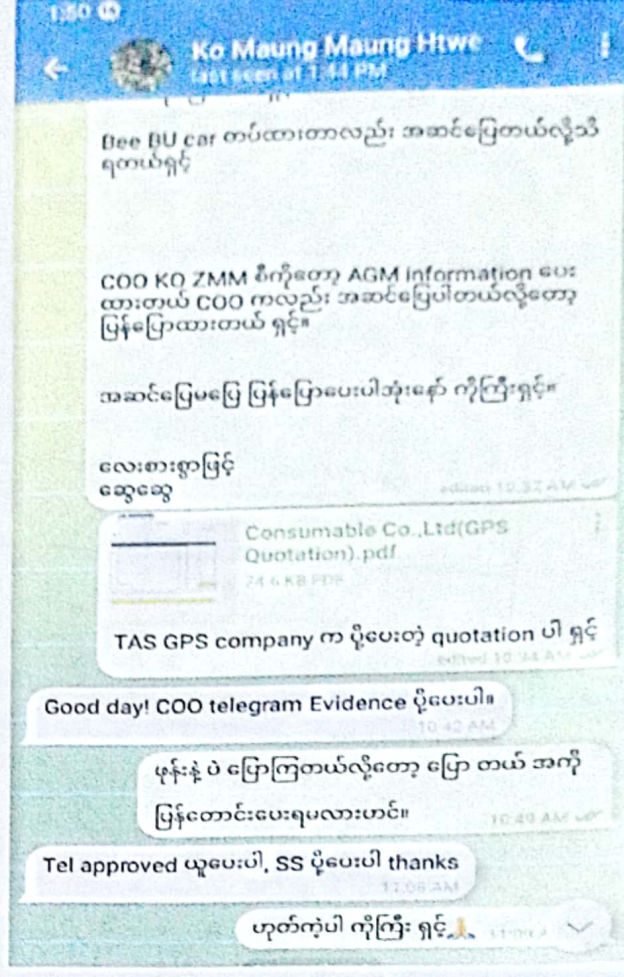 1:50
Ko Maung Maung Htwe
last seen at 1:44 PM
Bee BU car တပ်ထားတာလည်း အဆင်ပြေတယ်လို့သိ
ရတယ်ရှင့်
COO KO ZMM စီကိုတော့ AGM information ပေး
ထားတယ် COO ကလည်း အဆင်ပြေပါတယ်လို့တော့
ပြန်ပြောထားတယ် ရှင့်။
အဆင်ပြေမပြေ ပြန်ပြောပေးပါအုံးနော် ကိုကြီးရှင့်။
လေးစားစွာဖြင့်
ဆွေဆွေ
edited 10:32 AM
Consumable Co.,Ltd(GPS
Quotation).pdf
74.6 KB PDF
TAS GPS company က ပို့ပေးတဲ့ quotation ပါ ရှင့်
edited 10:34 AM
Good day! COO telegram Evidence ပို့ပေးပါ။
10:42 AM
ဖုန်းနဲ့ ပဲ ပြောကြတယ်လို့တော့ ပြော တယ် အကို
ပြန်တောင်းပေးရမလားဟင်။
10:49 AM
Tel approved ယူပေးပါ, SS ပို့ပေးပါ thanks
11:08 AM
ဟုတ်ကဲ့ပါ ကိုကြီး ရှင့်🙏